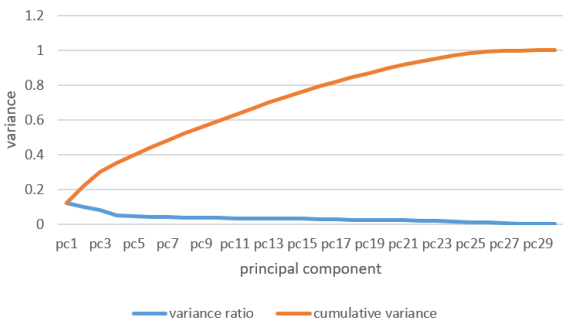 1.2
1
0.8
0.6
0.4
0.2
0
variance
pc1 pc3 pc5 pc7 pc9 pc11 pc13 pc15 pc17 pc19 pc21 pc23 pc25 pc27 pc29
principal component
variance ratio cumulative variance